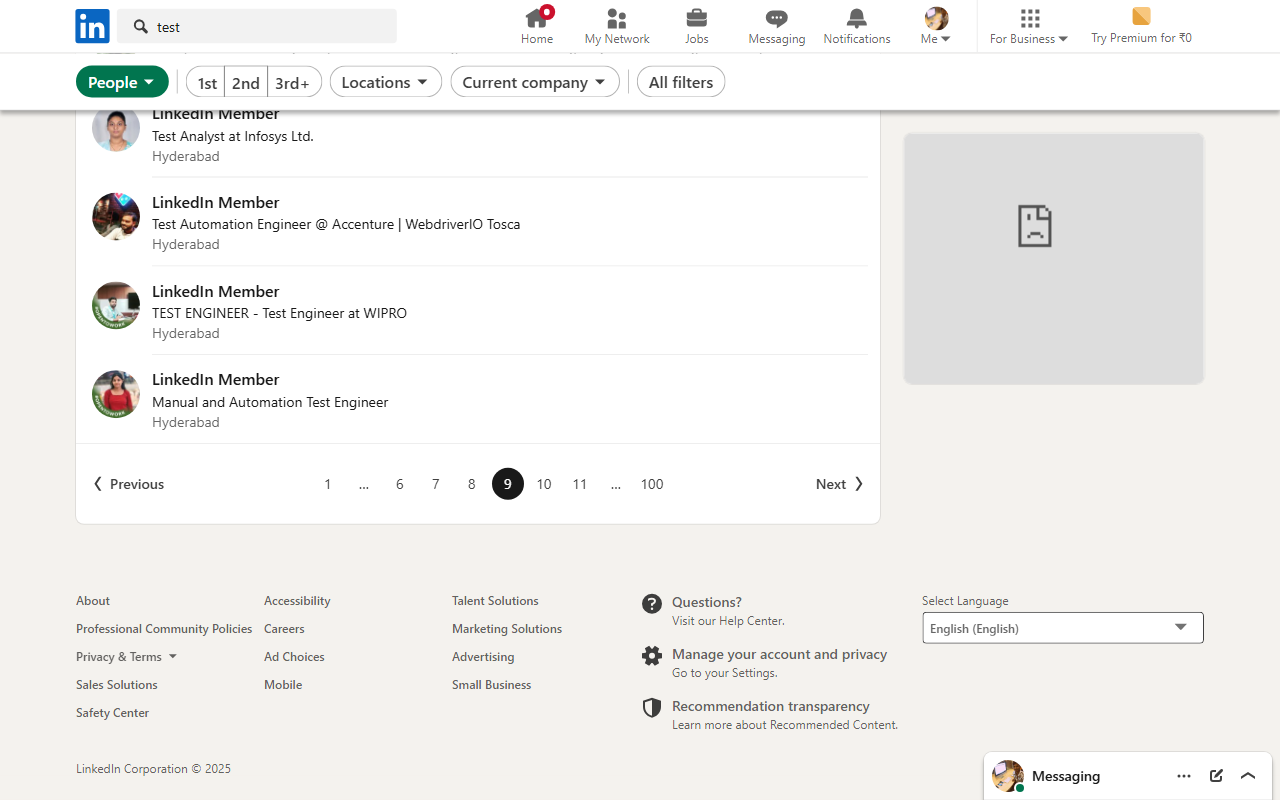 in
test
Home
My Network
Jobs
Messaging
Notifications
Me
For Business
Try Premium for ₹0
People
1st
2nd
3rd+
Locations
Current company
All filters
LinkedIn Member
Test Analyst at Infosys Ltd.
Hyderabad
LinkedIn Member
Test Automation Engineer @ Accenture | WebdriverIO Tosca
Hyderabad
LinkedIn Member
TEST ENGINEER - Test Engineer at WIPRO
Hyderabad
LinkedIn Member
Manual and Automation Test Engineer
Hyderabad
Previous 1 … 6 7 8 9 10 11 … 100 Next
About
Accessibility
Talent Solutions
Professional Community Policies
Careers
Marketing Solutions
Privacy & Terms
Ad Choices
Advertising
Sales Solutions
Mobile
Small Business
Safety Center
Questions?
Visit our Help Center.
Manage your account and privacy
Go to your Settings.
Recommendation transparency
Learn more about Recommended Content.
Select Language
English (English)
LinkedIn Corporation © 2025
Messaging